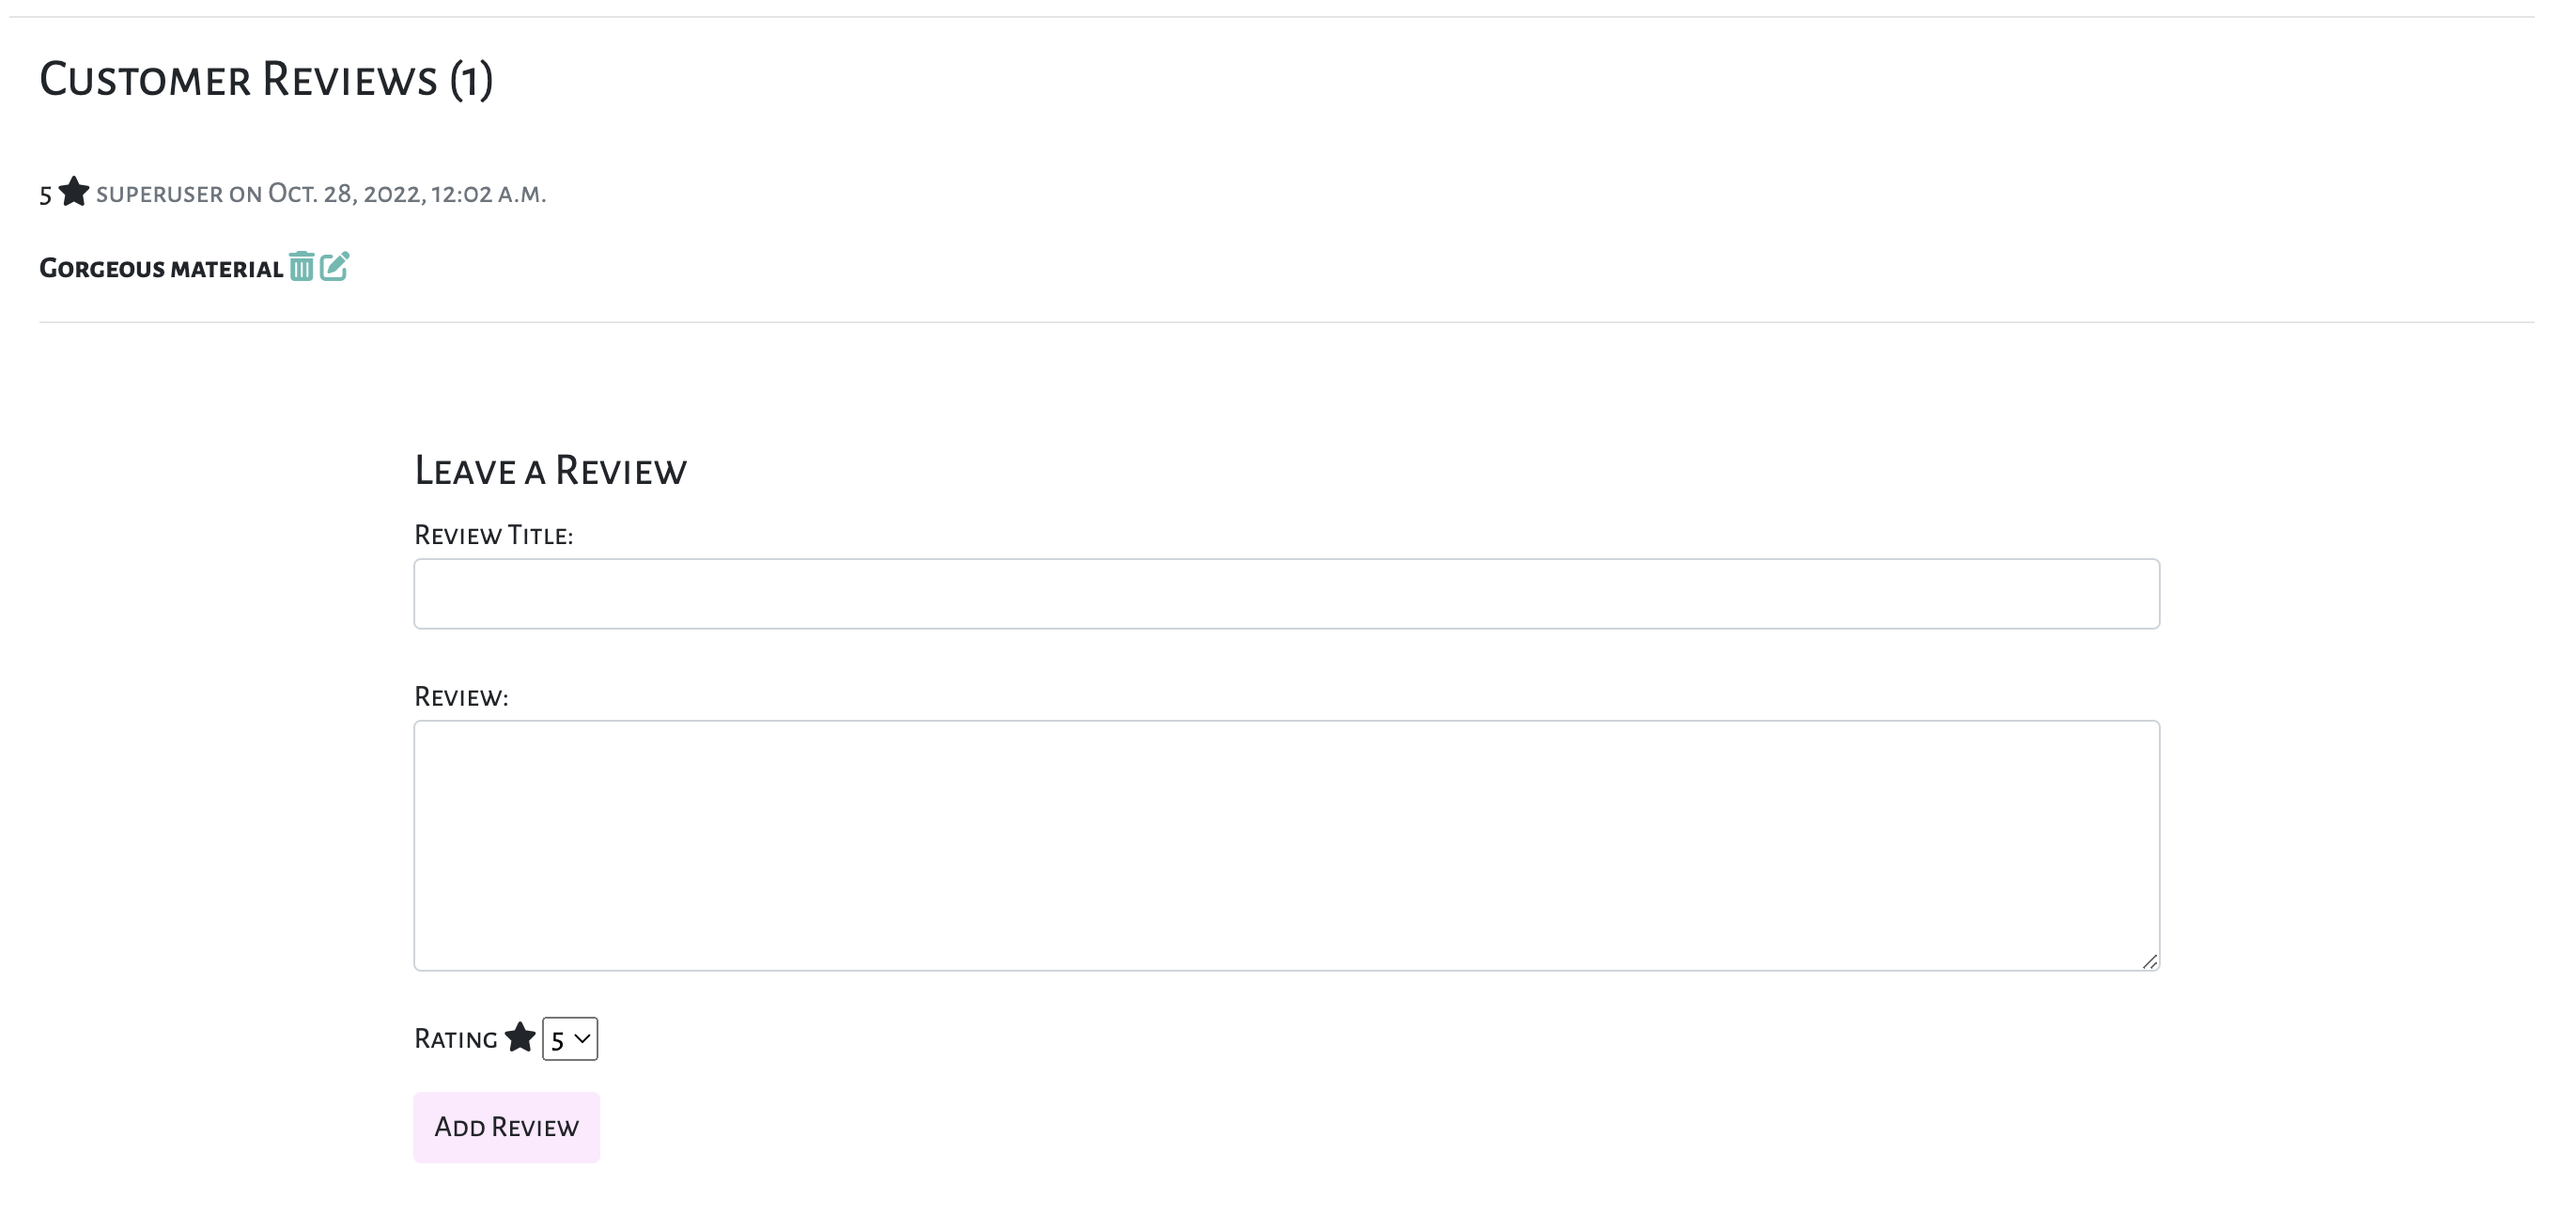 Customer Reviews (1)
5 superuser on Oct. 28, 2022, 12:02 a.m.
Gorgeous material
Leave a Review
Review Title:
Review:
Rating 5
Add Review